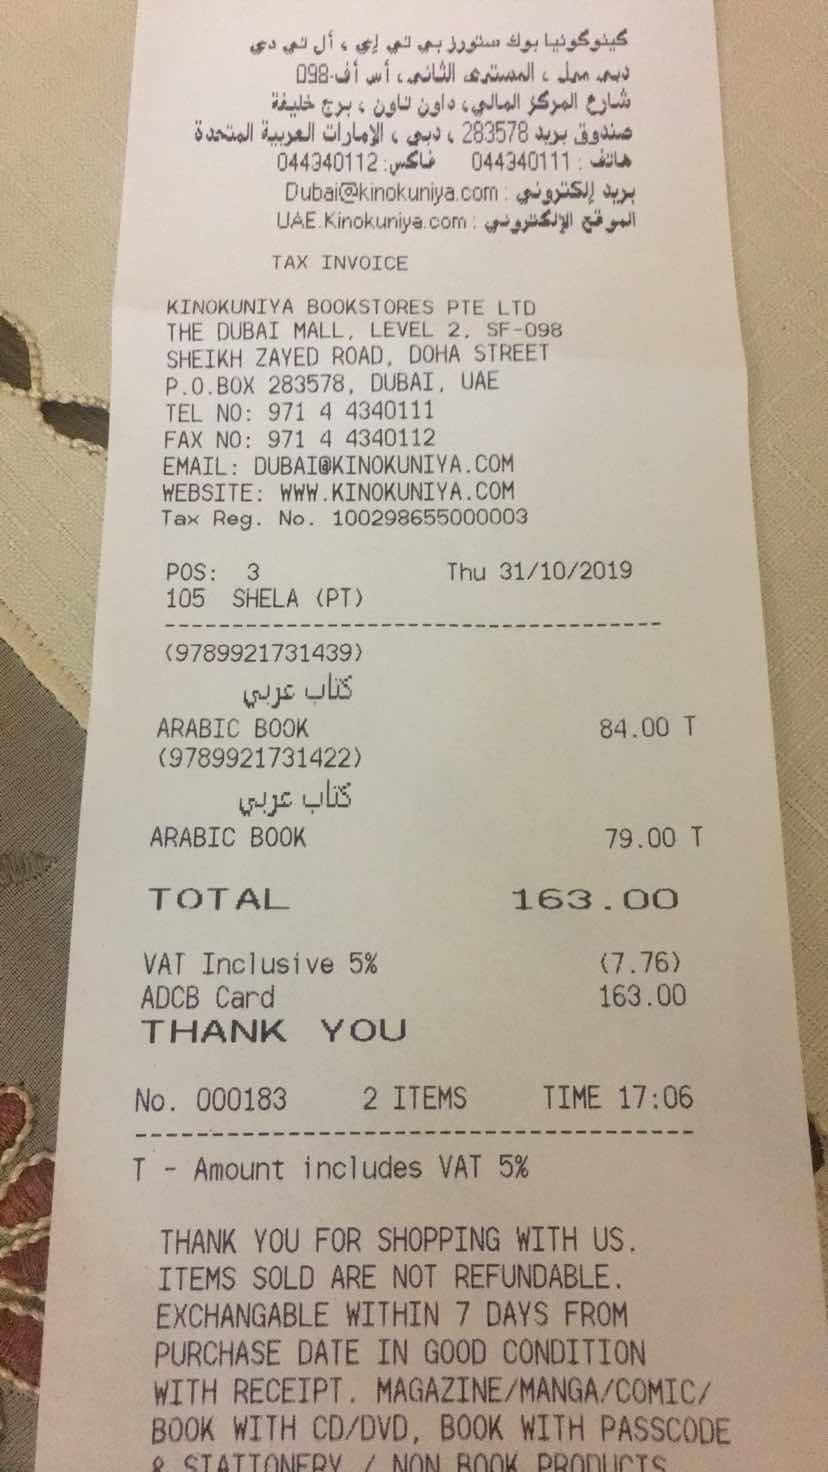 كينوكونيا بوك ستورز بي تي إي ، أل تي دي
دبي مول ، المستوى الثاني ، أس أف-098
شارع المركز المالي، داون تاون ، برج خليفة
صندوق بريد 283578 ، دبي ، الإمارات العربية المتحدة
هاتف : 044340111 فاكس: 044340112
بريد إلكتروني : Dubai@kinokuniya.com
الموقع الإلكتروني : UAE.Kinokuniya.com
TAX INVOICE
KINOKUNIYA BOOKSTORES PTE LTD
THE DUBAI MALL, LEVEL 2, SF-098
SHEIKH ZAYED ROAD, DOHA STREET
P.O.BOX 283578, DUBAI, UAE
TEL NO: 971 4 4340111
FAX NO: 971 4 4340112
EMAIL: DUBAI@KINOKUNIYA.COM
WEBSITE: WWW.KINOKUNIYA.COM
Tax Reg. No. 100298655000003
POS: 3 Thu 31/10/2019
105 SHELA (PT)
(9789921731439)
كتاب عربي
ARABIC BOOK 84.00 T
(9789921731422)
كتاب عربي
ARABIC BOOK 79.00 T
TOTAL 163.00
VAT Inclusive 5% (7.76)
ADCB Card 163.00
THANK YOU
No. 000183 2 ITEMS TIME 17:06
T - Amount includes VAT 5%
THANK YOU FOR SHOPPING WITH US.
ITEMS SOLD ARE NOT REFUNDABLE.
EXCHANGABLE WITHIN 7 DAYS FROM
PURCHASE DATE IN GOOD CONDITION
WITH RECEIPT. MAGAZINE/MANGA/COMIC/
BOOK WITH CD/DVD, BOOK WITH PASSCODE
& STATIONERY / NON BOOK PRODUCTS